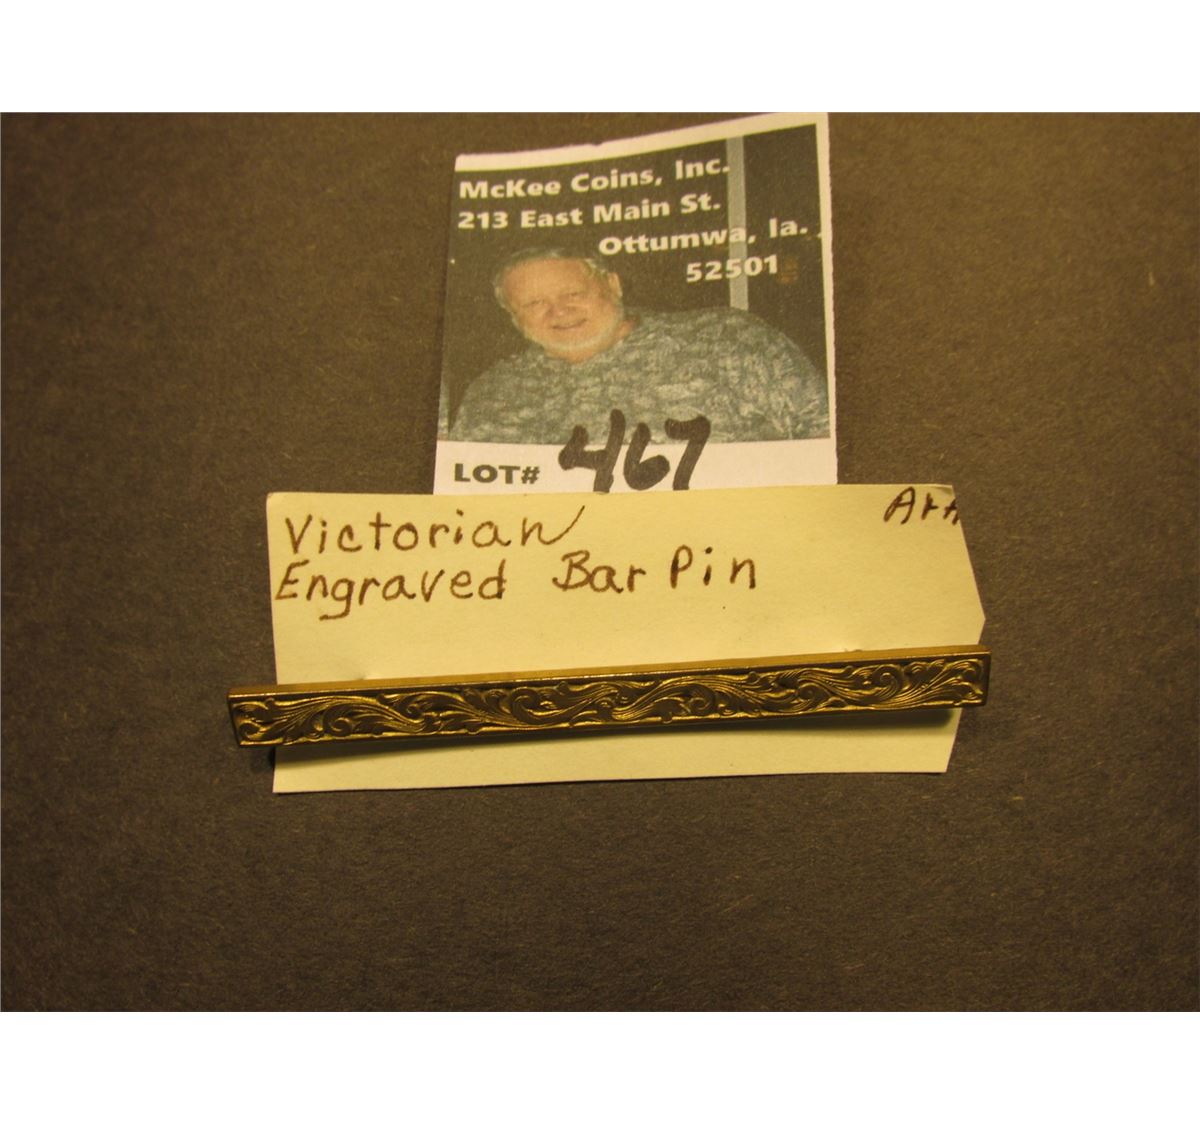 McKee Coins, Inc.
213 East Main St.
Ottumwa, Ia.
52501
LOT# 467
Victorian
Engraved Bar Pin